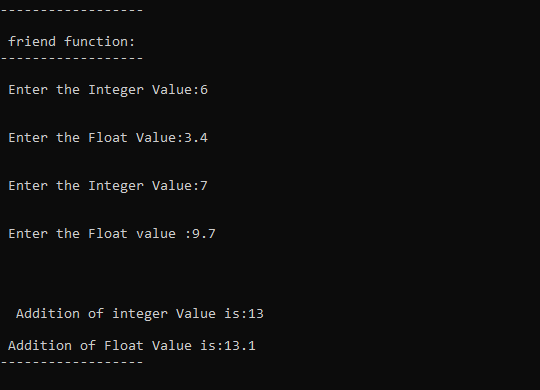 ------------------
friend function:
------------------
Enter the Integer Value:6
Enter the Float Value:3.4
Enter the Integer Value:7
Enter the Float value :9.7
Addition of integer Value is:13
Addition of Float Value is:13.1
------------------